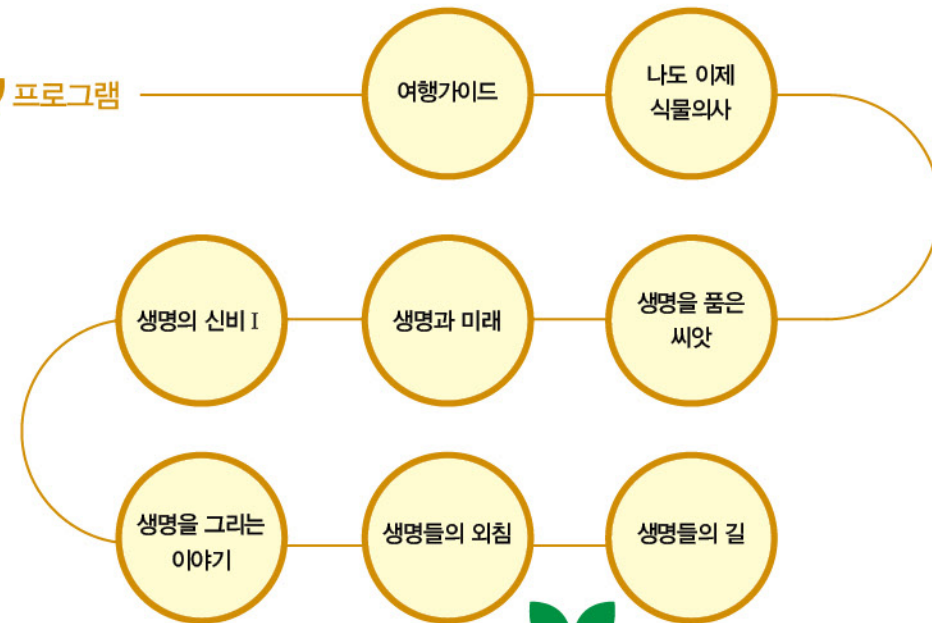 프로그램
여행가이드
나도 이제
식물의사
생명의 신비 I
생명과 미래
생명을 품은
씨앗
생명을 그리는
이야기
생명들의 외침
생명들의 길